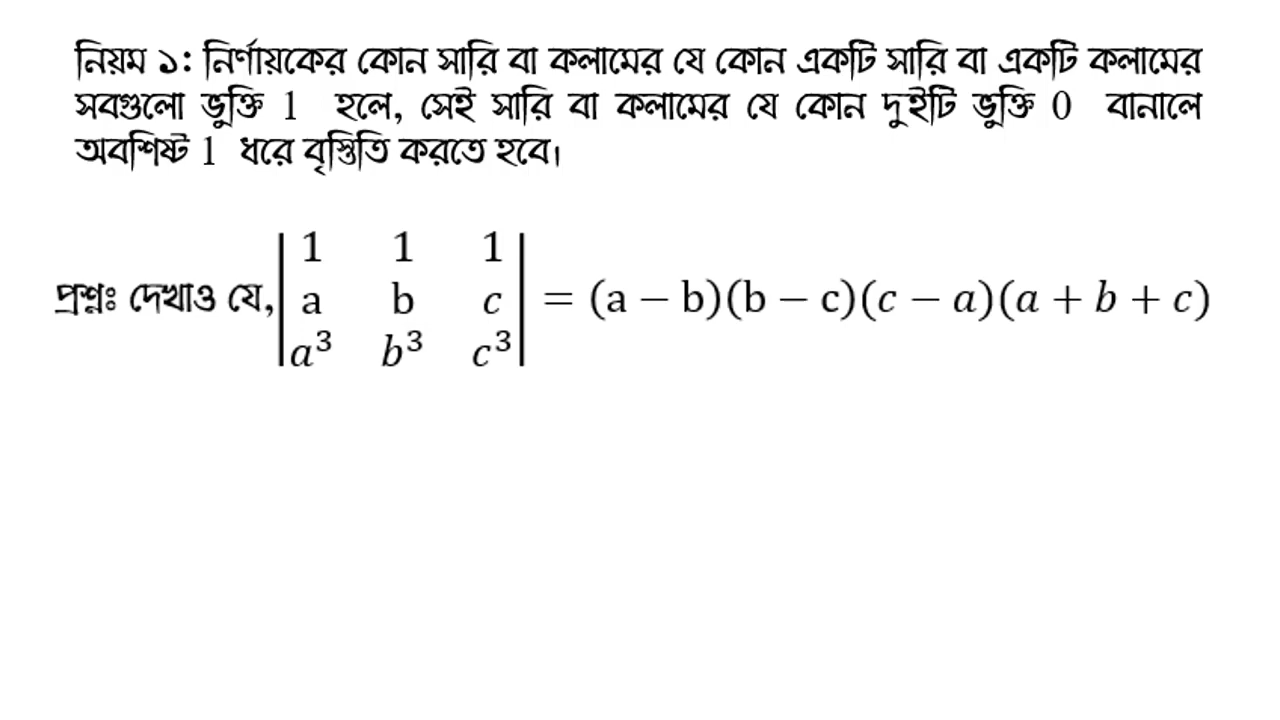 নিয়ম ১: নির্ণায়কের কোন সারি বা কলামের যে কোন একটি সারি বা একটি কলামের
সবগুলো ভুক্তি 1 হলে, সেই সারি বা কলামের যে কোন দুইটি ভুক্তি 0 বানালে
অবশিষ্ট 1 ধরে বৃস্তিতি করতে হবে।
1 1 1
প্রশ্নঃ দেখাও যে, a b c = (a − b)(b − c)(c − a)(a + b + c)
a³ b³ c³